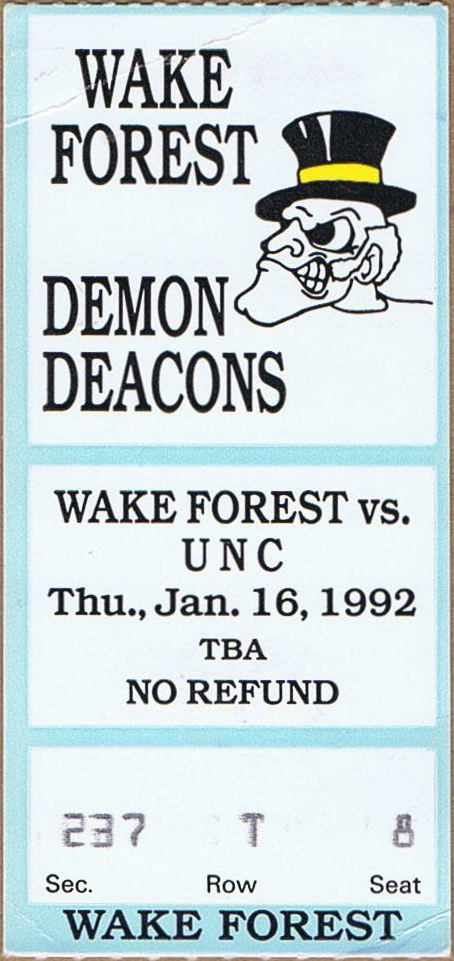 WAKE
FOREST
DEMON
DEACONS
WAKE FOREST vs.
UNC
Thu., Jan. 16, 1992
TBA
NO REFUND
237 T 8
Sec. Row Seat
WAKE FOREST